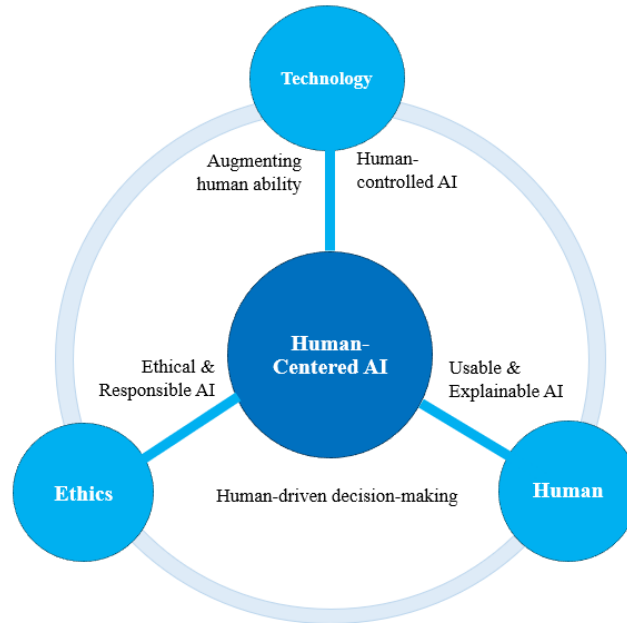 Technology
Augmenting
human ability
Human-
controlled AI
Human-
Centered AI
Ethical &
Responsible AI
Usable &
Explainable AI
Ethics
Human-driven decision-making
Human